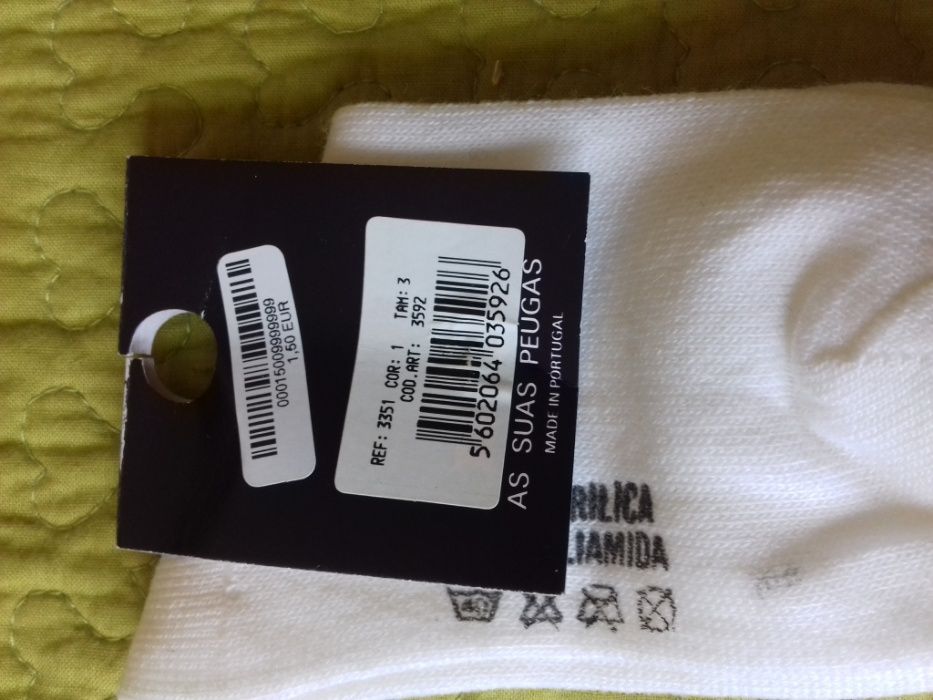 0001500999999
1,50 EUR
REF: 3351 COR: 1 TAM: 3
COD.ART: 3592
5 602064 035926
AS SUAS PEUGAS
MADE IN PORTUGAL
RILICA
LIAMIDA